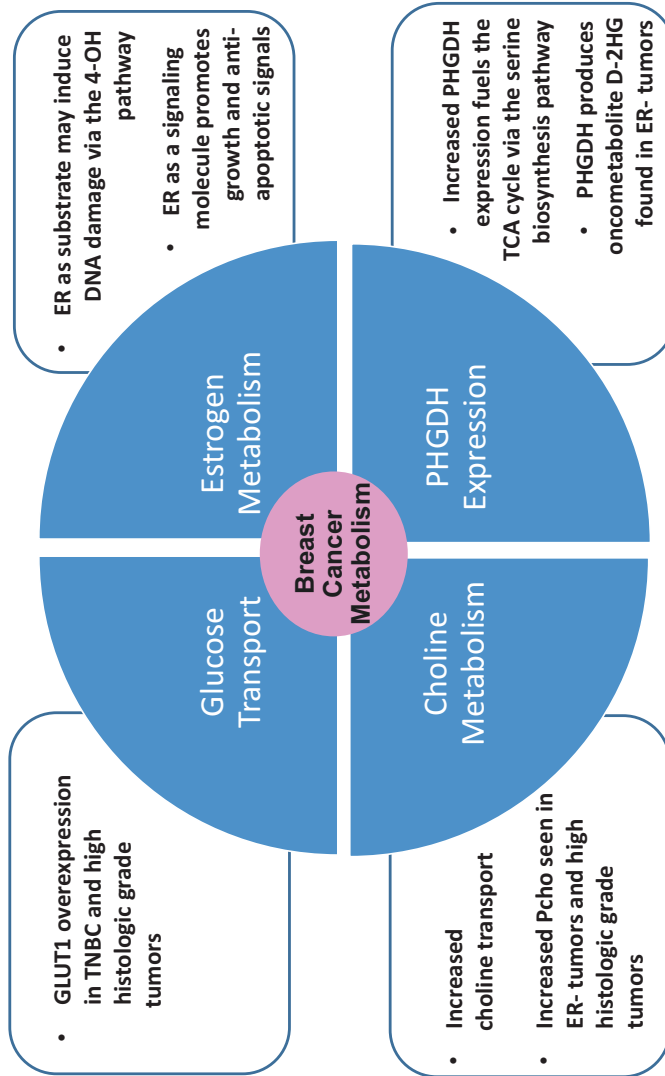 • GLUT1 overexpression
in TNBC and high
histologic grade
tumors
Glucose
Transport
Estrogen
Metabolism
• ER as substrate may induce
DNA damage via the 4-OH
pathway
• ER as a signaling
molecule promotes
growth and anti-
apoptotic signals
Breast
Cancer
Metabolism
• Increased
choline transport
• Increased Pcho seen in
ER- tumors and high
histologic grade
tumors
Choline
Metabolism
PHGDH
Expression
• Increased PHGDH
expression fuels the
TCA cycle via the serine
biosynthesis pathway
• PHGDH produces
oncometabolite D-2HG
found in ER- tumors